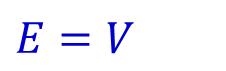 E = V